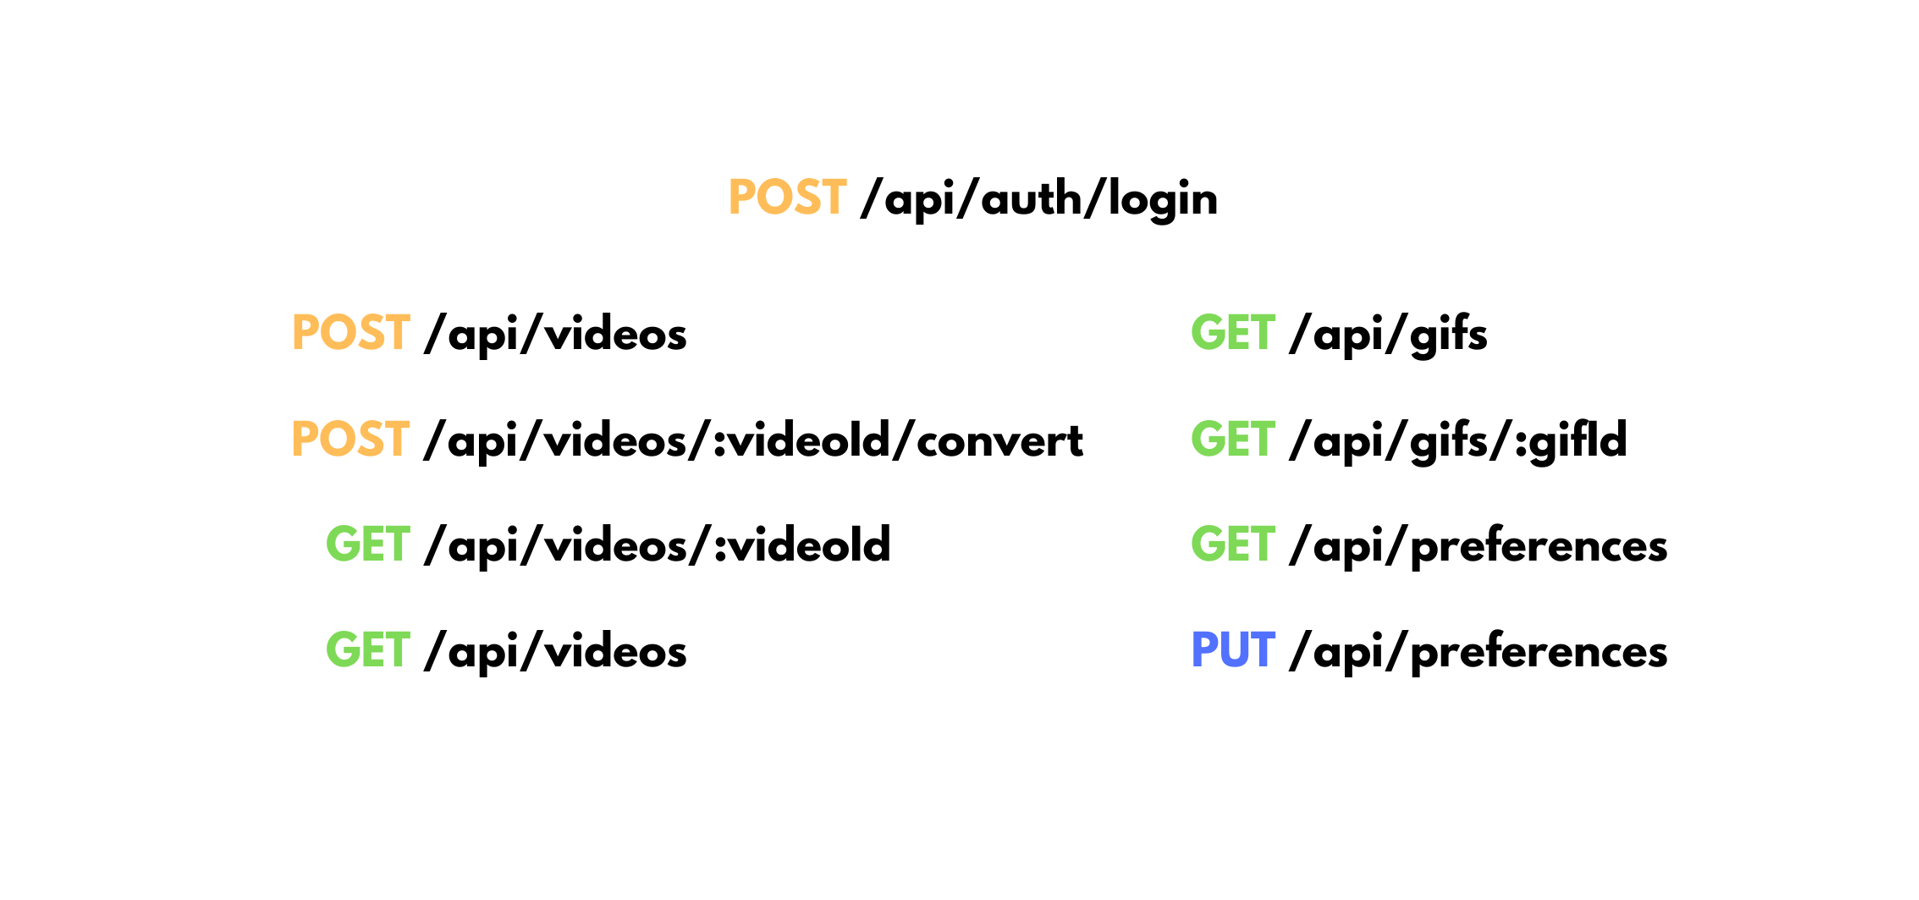 POST /api/auth/login
POST /api/videos
POST /api/videos/:videoId/convert
GET /api/videos/:videoId
GET /api/videos
GET /api/gifs
GET /api/gifs/:gifId
GET /api/preferences
PUT /api/preferences